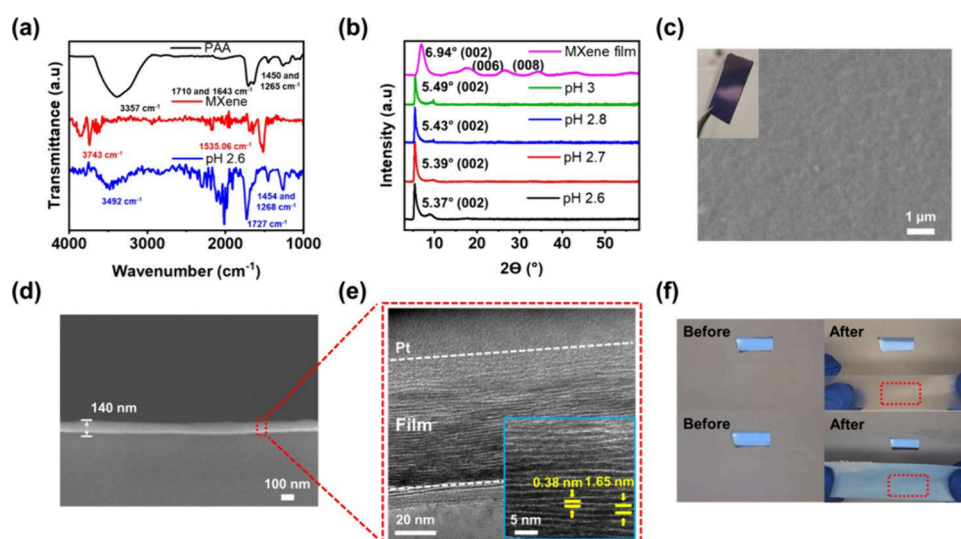 (a)
PAA
1450 and
1265 cm⁻¹
1710 and 1643 cm⁻¹
3357 cm⁻¹
MXene
3743 cm⁻¹
1535.06 cm⁻¹
pH 2.6
3492 cm⁻¹
1454 and
1268 cm⁻¹
1727 cm⁻¹
Transmittance (a.u)
4000 3000 2000 1000
Wavenumber (cm⁻¹)
(b)
6.94° (002) MXene film
(006) (008)
5.49° (002) pH 3
5.43° (002) pH 2.8
5.39° (002) pH 2.7
5.37° (002) pH 2.6
Intensity (a.u)
10 20 30 40 50
2Θ (°)
(c)
1 µm
(d)
140 nm
100 nm
(e)
Pt
Film
0.38 nm 1.65 nm
20 nm
5 nm
(f)
Before After
Before After